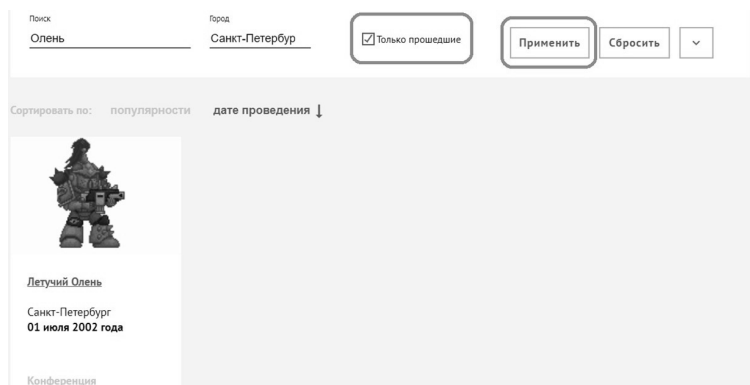 Поиск
Город
Олень
Санкт-Петербур
Только прошедшие
Применить
Сбросить
Сортировать по: популярности дате проведения ↓
Летучий Олень
Санкт-Петербург
01 июля 2002 года
Конференция